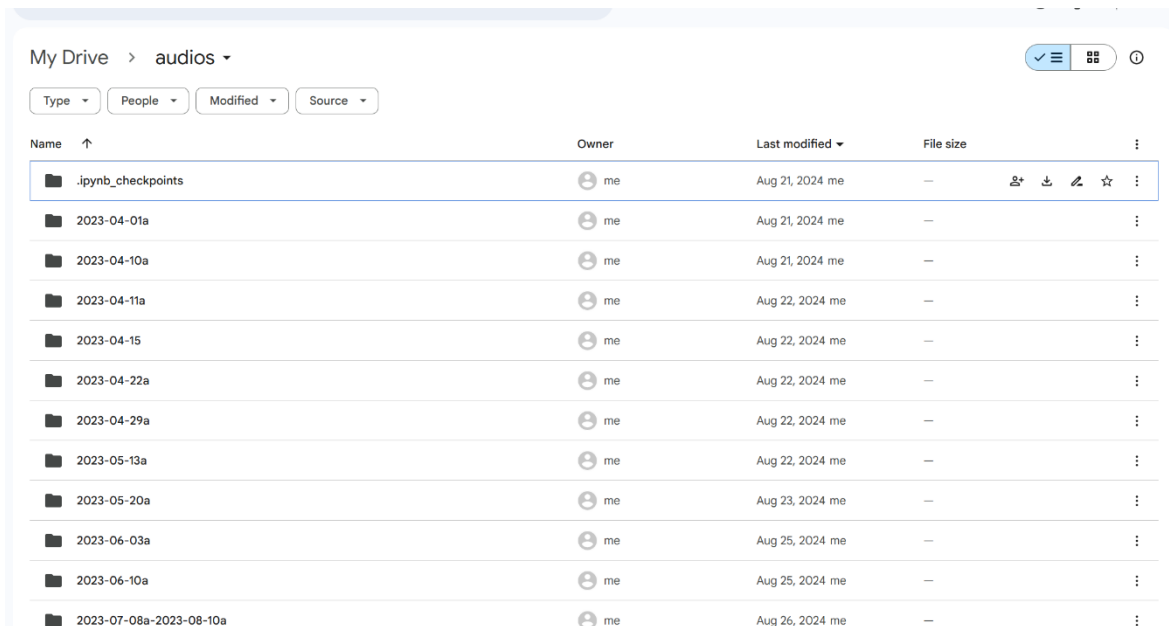 My Drive > audios
Type People Modified Source
Name Owner Last modified File size
.ipynb_checkpoints me Aug 21, 2024 me —
2023-04-01a me Aug 21, 2024 me —
2023-04-10a me Aug 21, 2024 me —
2023-04-11a me Aug 22, 2024 me —
2023-04-15 me Aug 22, 2024 me —
2023-04-22a me Aug 22, 2024 me —
2023-04-29a me Aug 22, 2024 me —
2023-05-13a me Aug 22, 2024 me —
2023-05-20a me Aug 23, 2024 me —
2023-06-03a me Aug 25, 2024 me —
2023-06-10a me Aug 25, 2024 me —
2023-07-08a-2023-08-10a me Aug 26, 2024 me —